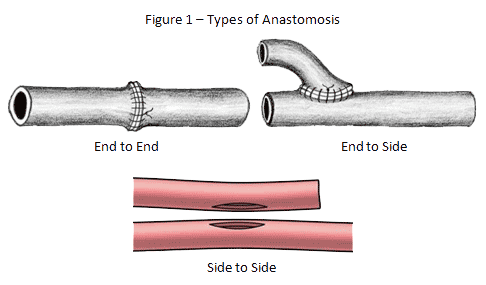 Figure 1 – Types of Anastomosis
End to End
End to Side
Side to Side